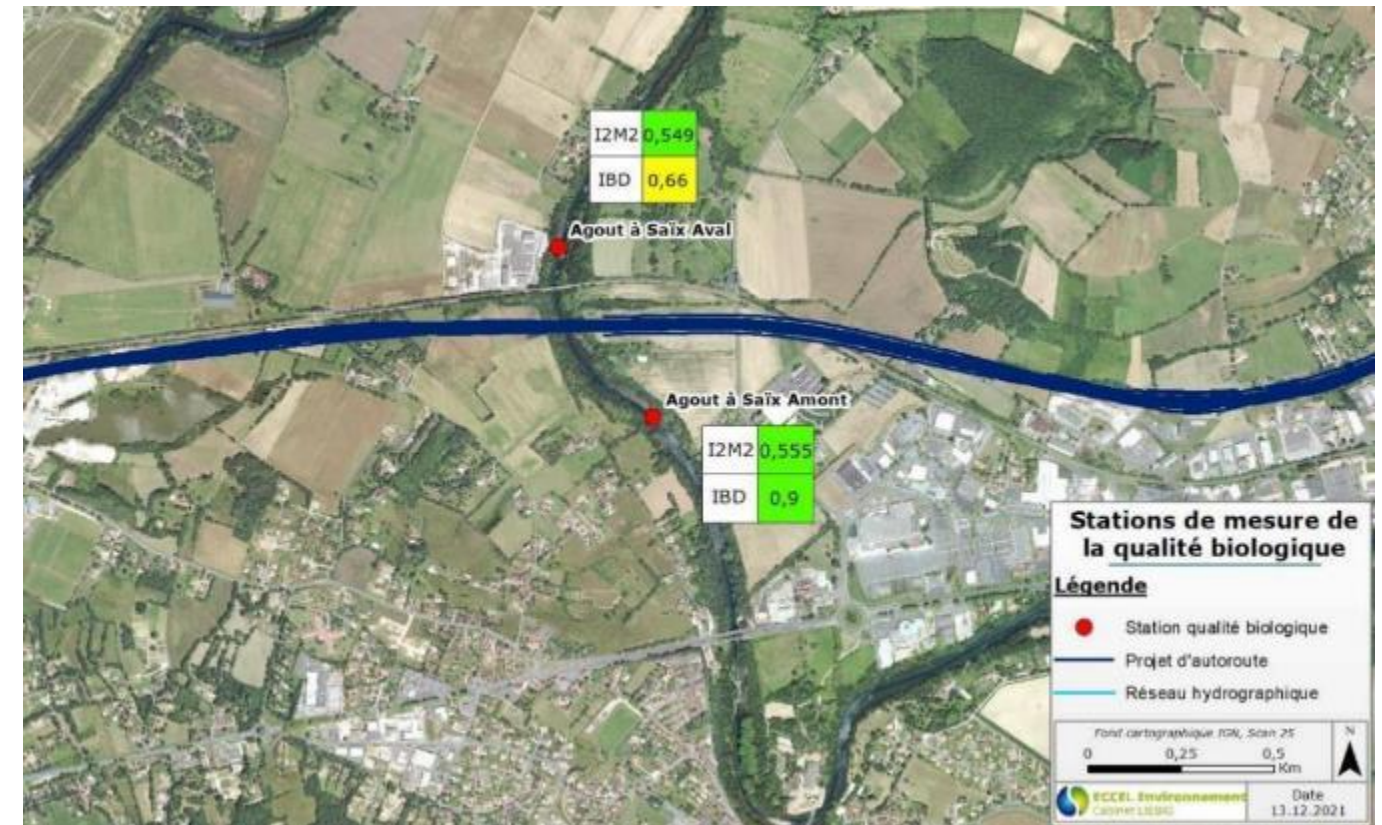 I2M2 0,549
IBD 0,66
Agout à Saïx Aval
Agout à Saïx Amont
I2M2 0,555
IBD 0,9
Stations de mesure de
la qualité biologique
Légende
Station qualité biologique
Projet d'autoroute
Réseau hydrographique
Fond cartographique IGN, Scan 25
N
0 0,25 0,5
Km
ECCEL Environnement
Cabinet LIEBIG
Date
13.12.2021